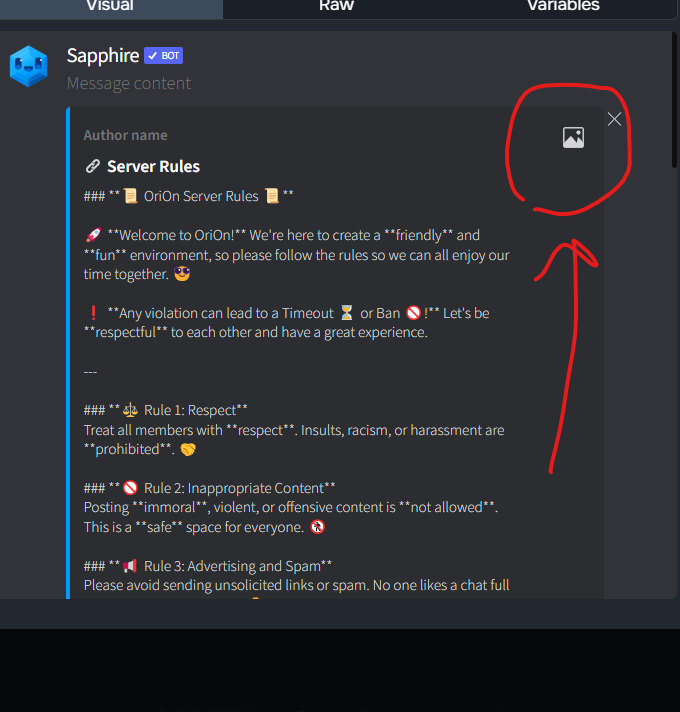 Visual Raw Variables
Sapphire ✓ BOT
Message content
Author name
🔗 Server Rules
### **📜 OriOn Server Rules 📜**
🚀 **Welcome to OriOn!** We're here to create a **friendly** and
**fun** environment, so please follow the rules so we can all enjoy our
time together. 😎
❗ **Any violation can lead to a Timeout ⏳ or Ban 🚫!** Let's be
**respectful** to each other and have a great experience.
---
### **⚖️ Rule 1: Respect**
Treat all members with **respect**. Insults, racism, or harassment are
**prohibited**. 🤝
### **🚫 Rule 2: Inappropriate Content**
Posting **immoral**, violent, or offensive content is **not allowed**.
This is a **safe** space for everyone. 🚷
### **📢 Rule 3: Advertising and Spam**
Please avoid sending unsolicited links or spam. No one likes a chat full